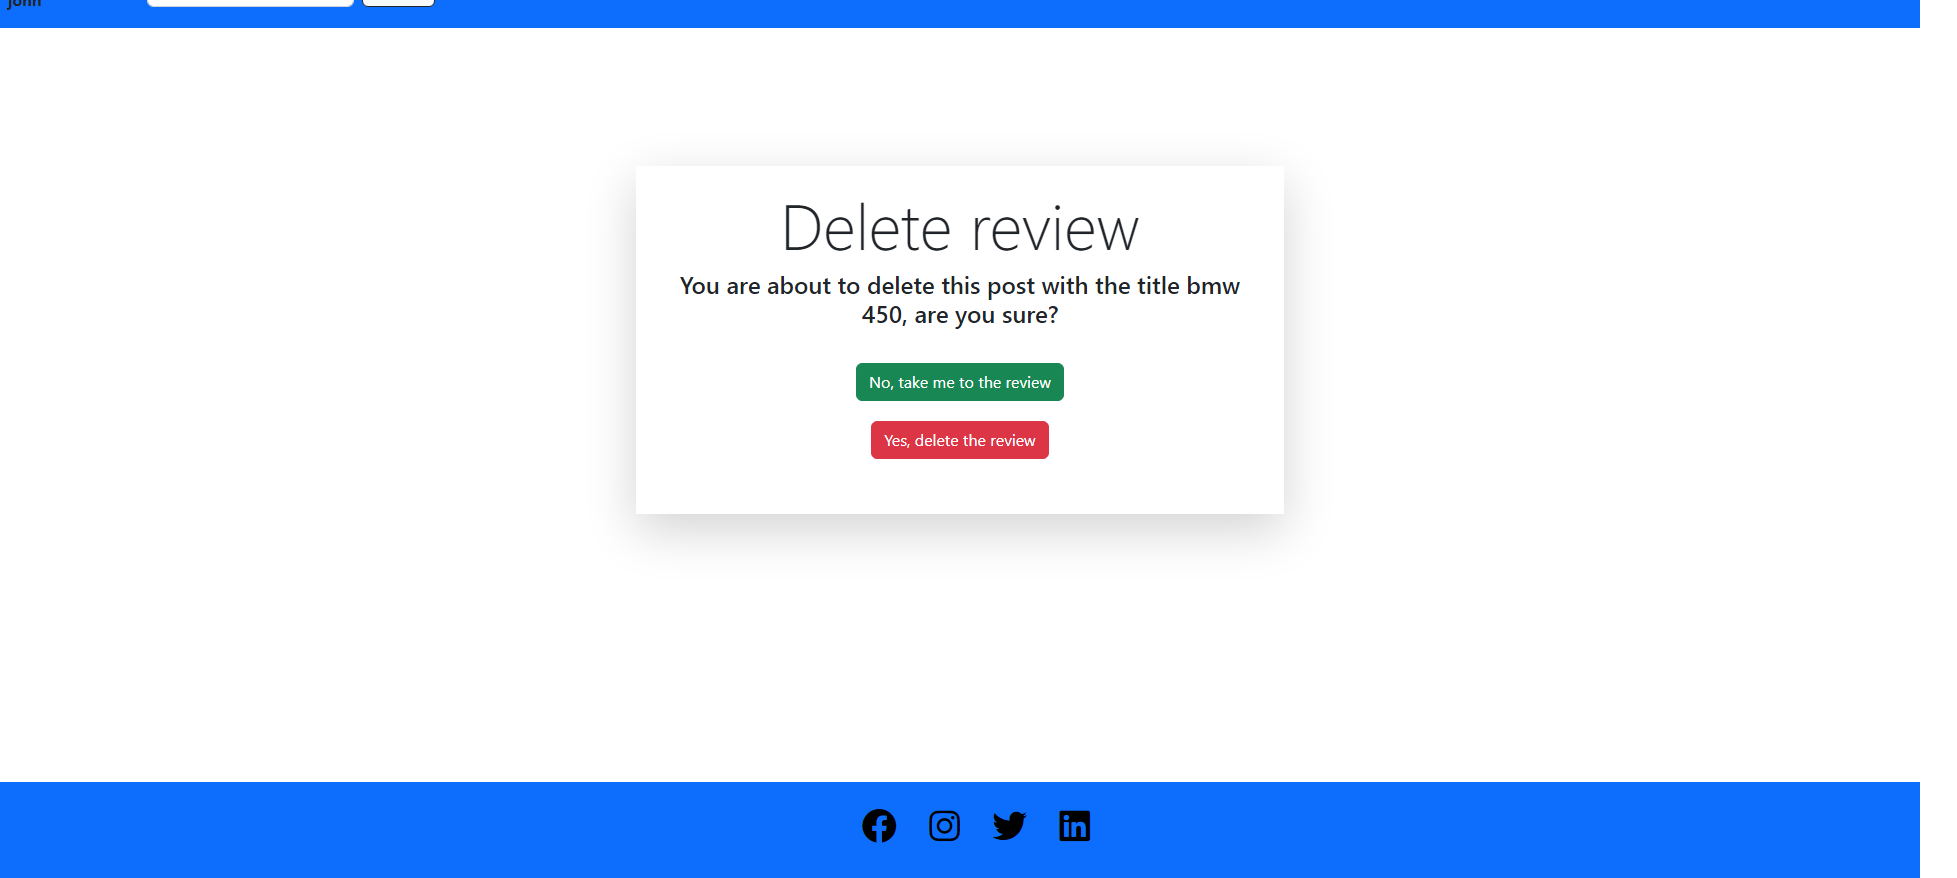 john
Delete review
You are about to delete this post with the title bmw
450, are you sure?
No, take me to the review
Yes, delete the review